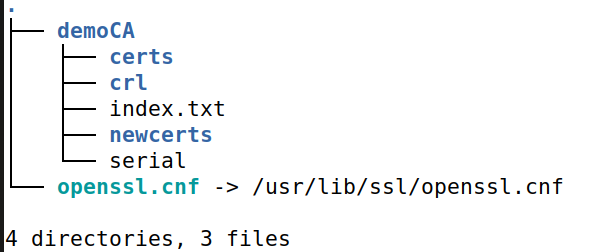 .
├── demoCA
│   ├── certs
│   ├── crl
│   ├── index.txt
│   ├── newcerts
│   └── serial
└── openssl.cnf -> /usr/lib/ssl/openssl.cnf
4 directories, 3 files